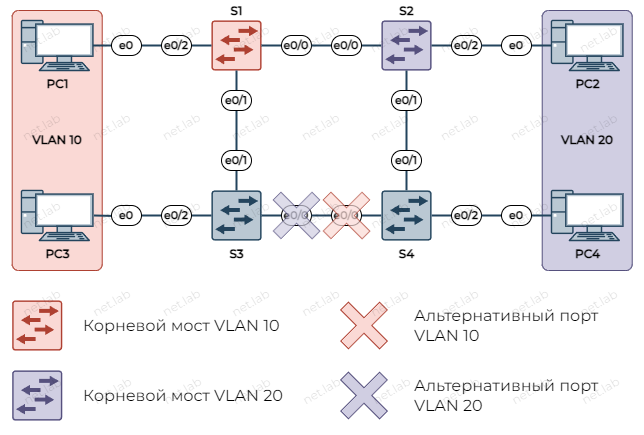 S1
S2
e0
e0/2
e0/0
e0/0
e0/2
e0
PC1
PC2
e0/1
e0/1
VLAN 10
VLAN 20
e0/1
e0/1
e0
e0/2
e0/0
e0/0
e0/2
e0
PC3
S3
S4
PC4
Корневой мост VLAN 10
Альтернативный порт
VLAN 10
Корневой мост VLAN 20
Альтернативный порт
VLAN 20
net.lab